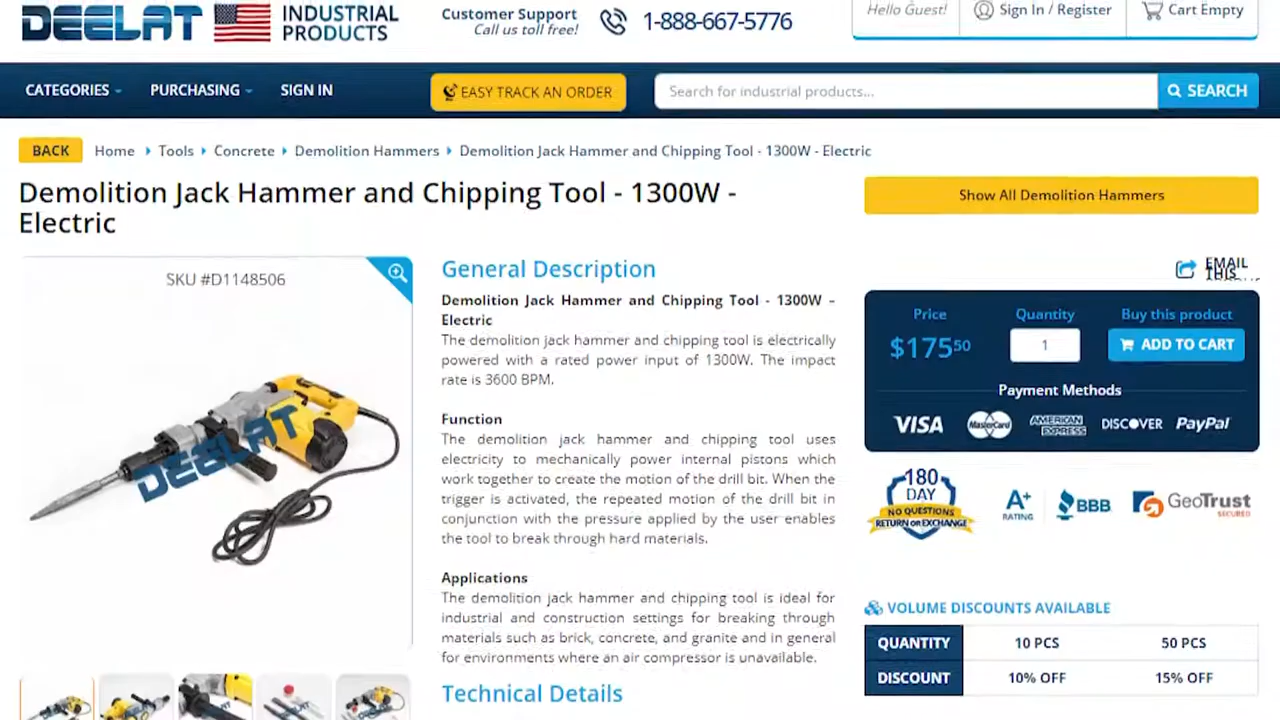 DEELAT
INDUSTRIAL
PRODUCTS
Customer Support
Call us toll free!
1-888-667-5776
Hello Guest!
Sign In / Register
Cart Empty
CATEGORIES
PURCHASING
SIGN IN
EASY TRACK AN ORDER
Search for industrial products...
SEARCH
BACK
Home
Tools
Concrete
Demolition Hammers
Demolition Jack Hammer and Chipping Tool - 1300W - Electric
Demolition Jack Hammer and Chipping Tool - 1300W -
Electric
Show All Demolition Hammers
SKU #D1148506
DEELAT
General Description
Demolition Jack Hammer and Chipping Tool - 1300W –
Electric
The demolition jack hammer and chipping tool is electrically
powered with a rated power input of 1300W. The impact
rate is 3600 BPM.
Function
The demolition jack hammer and chipping tool uses
electricity to mechanically power internal pistons which
work together to create the motion of the drill bit. When the
trigger is activated, the repeated motion of the drill bit in
conjunction with the pressure applied by the user enables
the tool to break through hard materials.
Applications
The demolition jack hammer and chipping tool is ideal for
industrial and construction settings for breaking through
materials such as brick, concrete, and granite and in general
for environments where an air compressor is unavailable.
Technical Details
EMAIL
THIS
Price
Quantity
Buy this product
$17550
1
ADD TO CART
Payment Methods
VISA
MasterCard
AMERICAN
EXPRESS
DISCOVER
PayPal
180
DAY
NO QUESTIONS
RETURN OR EXCHANGE
A+
RATING
BBB
GeoTrust
SECURED
VOLUME DISCOUNTS AVAILABLE
QUANTITY
10 PCS
50 PCS
DISCOUNT
10% OFF
15% OFF